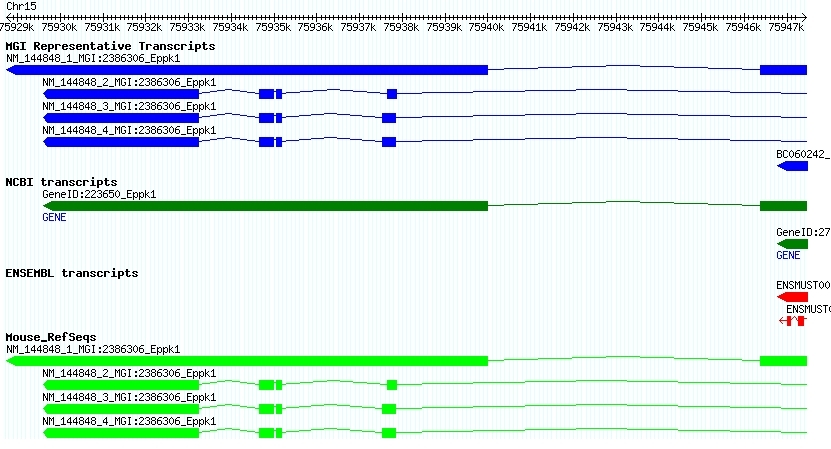 Chr15
75929k 75930k 75931k 75932k 75933k 75934k 75935k 75936k 75937k 75938k 75939k 75940k 75941k 75942k 75943k 75944k 75945k 75946k 75947k
MGI Representative Transcripts
NM_144848_1_MGI:2386306_Eppk1
NM_144848_2_MGI:2386306_Eppk1
NM_144848_3_MGI:2386306_Eppk1
NM_144848_4_MGI:2386306_Eppk1
BC060242_
NCBI transcripts
GeneID:223650_Eppk1
GENE
GeneID:27
GENE
ENSEMBL transcripts
ENSMUST00
ENSMUST0
Mouse_RefSeqs
NM_144848_1_MGI:2386306_Eppk1
NM_144848_2_MGI:2386306_Eppk1
NM_144848_3_MGI:2386306_Eppk1
NM_144848_4_MGI:2386306_Eppk1